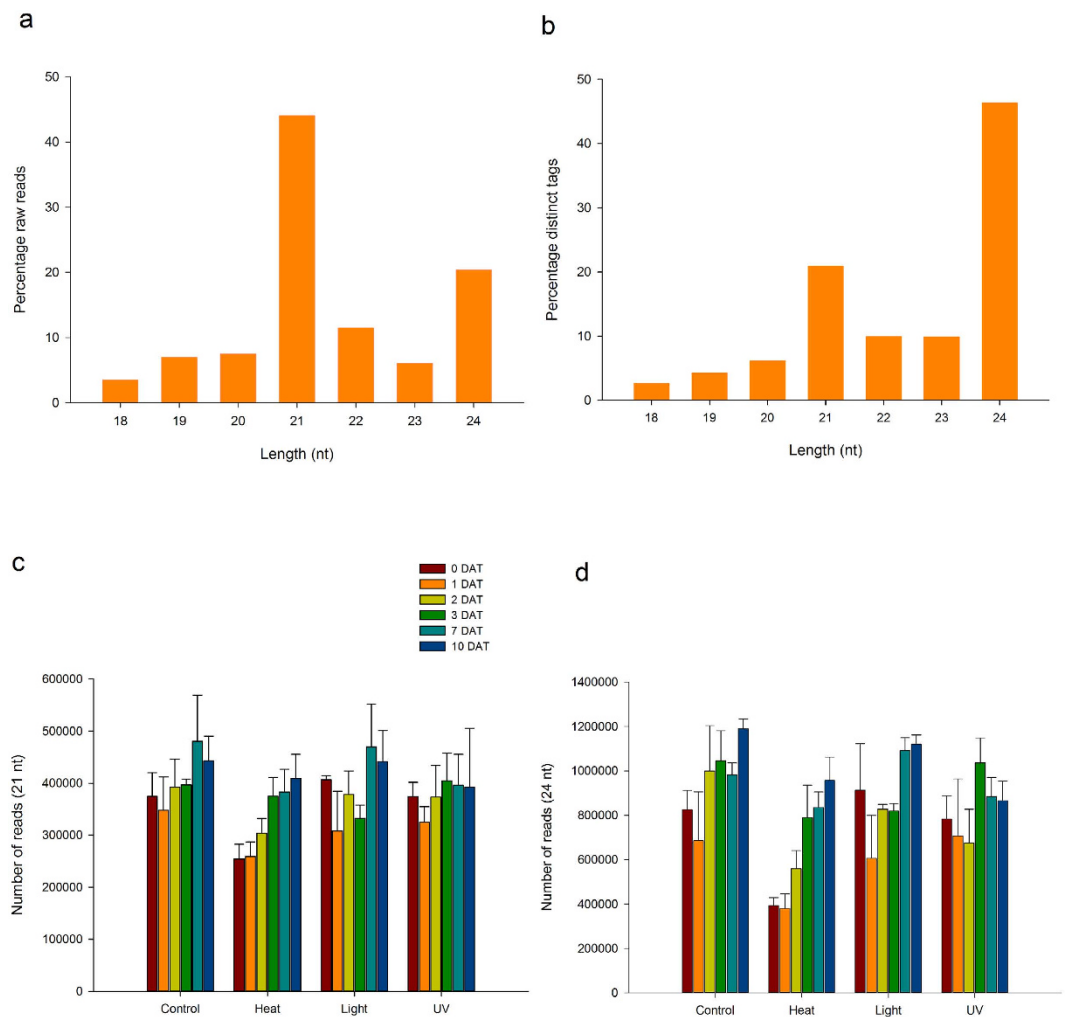 a
50
40
30
20
10
0
Percentage raw reads
18 19 20 21 22 23 24
Length (nt)
b
50
40
30
20
10
0
Percentage distinct tags
18 19 20 21 22 23 24
Length (nt)
c
0 DAT
1 DAT
2 DAT
3 DAT
7 DAT
10 DAT
600000
500000
400000
300000
200000
100000
0
Number of reads (21 nt)
Control Heat Light UV
d
1400000
1200000
1000000
800000
600000
400000
200000
0
Number of reads (24 nt)
Control Heat Light UV